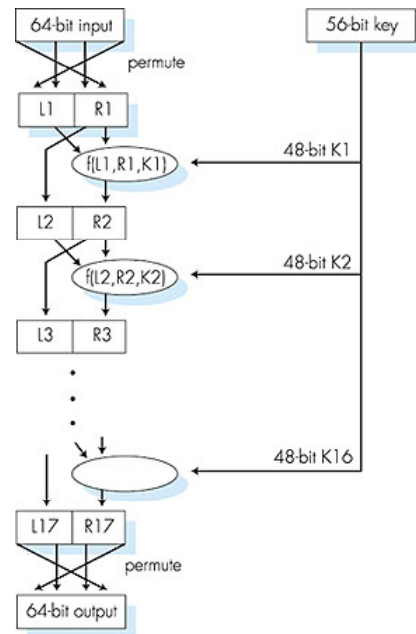 64-bit input
56-bit key
permute
L1 R1
f(L1,R1,K1)
48-bit K1
L2 R2
f(L2,R2,K2)
48-bit K2
L3 R3
48-bit K16
L17 R17
permute
64-bit output